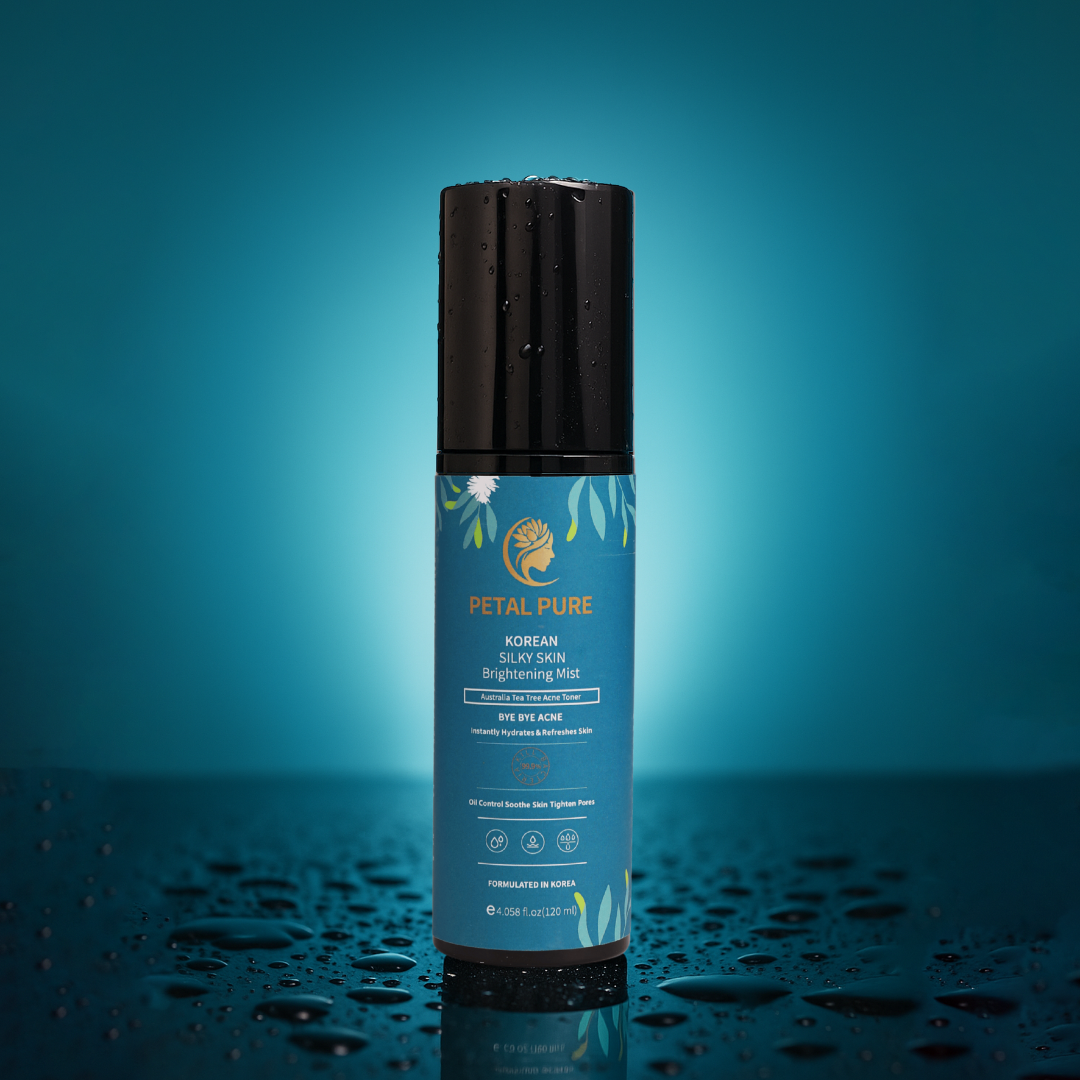 PETAL PURE
KOREAN
SILKY SKIN
Brightening Mist
Australia Tea Tree Acne Toner
BYE BYE ACNE
Instantly Hydrates & Refreshes Skin
Oil Control Soothe Skin Tighten Pores
FORMULATED IN KOREA
e 4.058 fl.oz(120 ml)